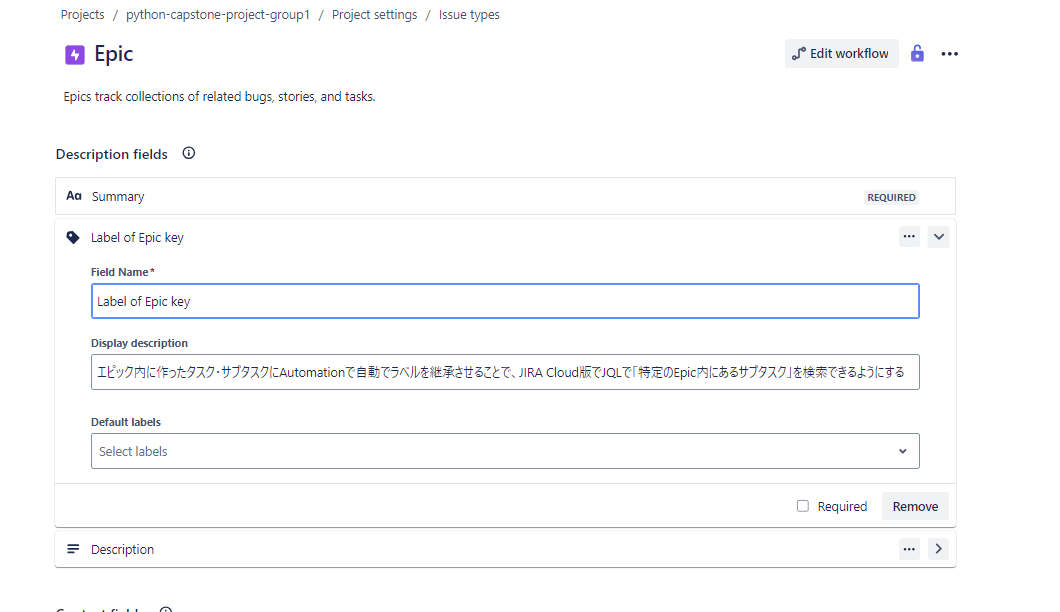 Projects / python-capstone-project-group1 / Project settings / Issue types
Epic
Edit workflow
Epics track collections of related bugs, stories, and tasks.
Description fields
Aa Summary REQUIRED
Label of Epic key
Field Name*
Label of Epic key
Display description
エピック内に作ったタスク・サブタスクにAutomationで自動でラベルを継承させることで、JIRA Cloud版でJQLで「特定のEpic内にあるサブタスク」を検索できるようにする
Default labels
Select labels
Required Remove
Description